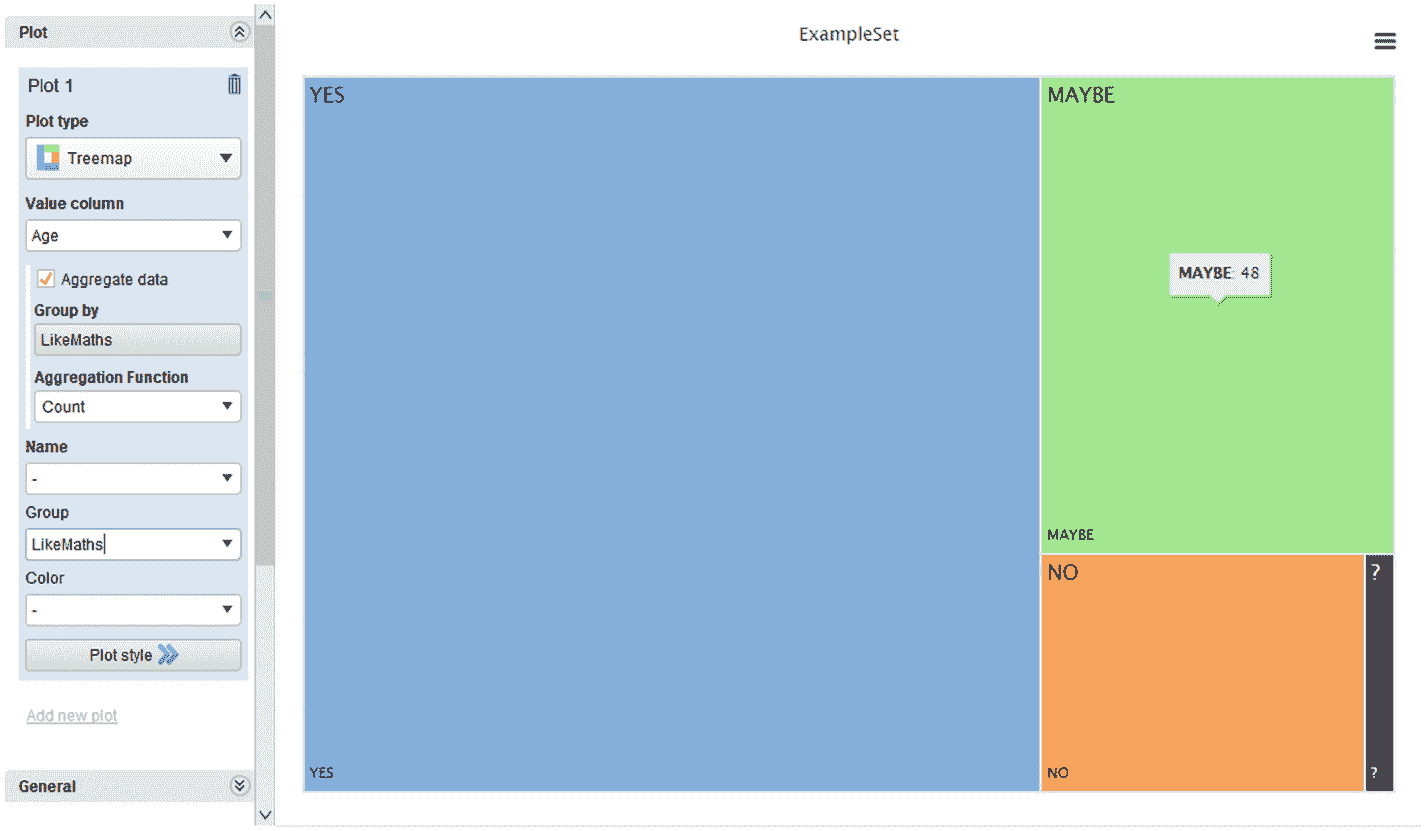 Plot
Plot 1
Plot type
Treemap
Value column
Age
Aggregate data
Group by
LikeMaths
Aggregation Function
Count
Name
-
Group
LikeMaths
Color
-
Plot style
Add new plot
General
ExampleSet
YES
MAYBE
MAYBE: 48
MAYBE
NO
?
YES
NO
?